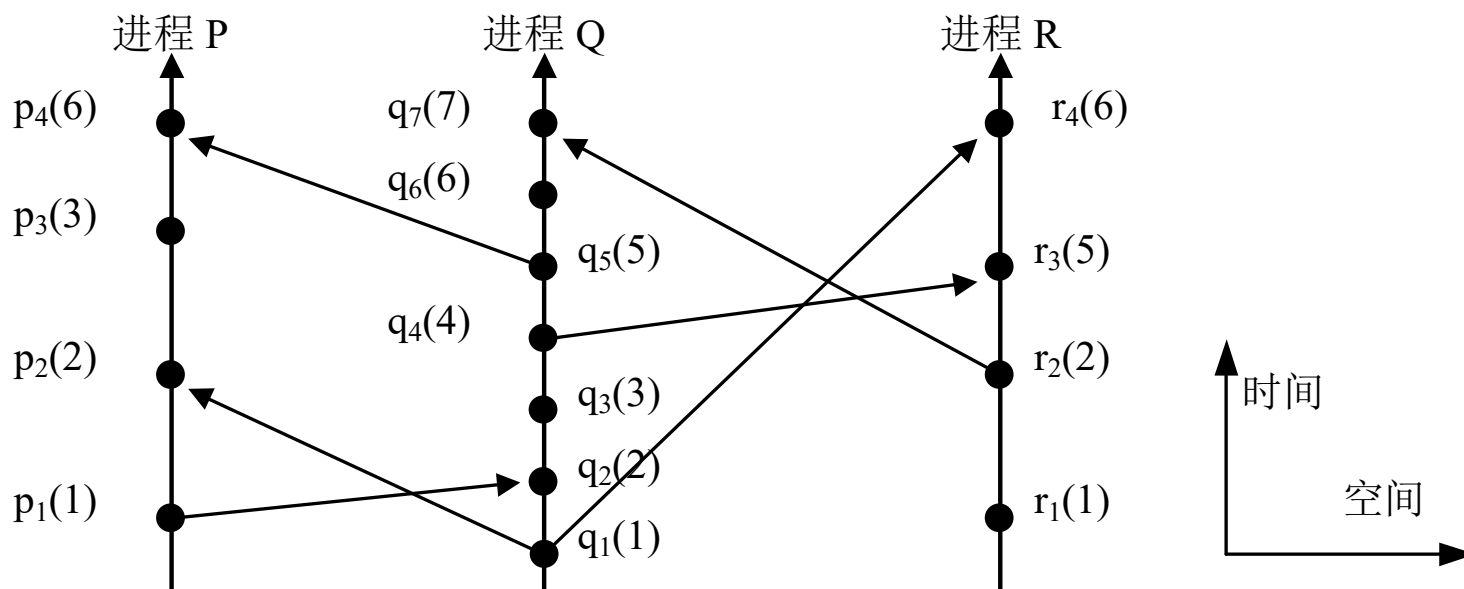 进程 P
进程 Q
进程 R
p₄(6)
q₇(7)
r₄(6)
q₆(6)
p₃(3)
q₅(5)
r₃(5)
q₄(4)
p₂(2)
r₂(2)
q₃(3)
时间
q₂(2)
p₁(1)
r₁(1)
空间
q₁(1)